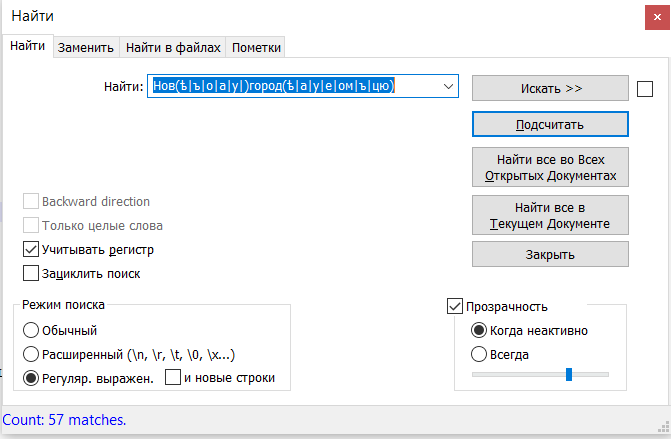 Найти
Найти Заменить Найти в файлах Пометки
Найти: Нов(ѣ|ъ|о|а|у|)город(ѣ|а|у|е|ом|ъ|цю)
Искать >>
Подсчитать
Найти все во Всех
Открытых Документах
Backward direction
Найти все в
Текущем Документе
Только целые слова
Учитывать регистр
Закрыть
Зациклить поиск
Режим поиска
Прозрачность
Обычный
Когда неактивно
Расширенный (\n, \r, \t, \0, \x...)
Всегда
Регуляр. выражен. и новые строки
Count: 57 matches.